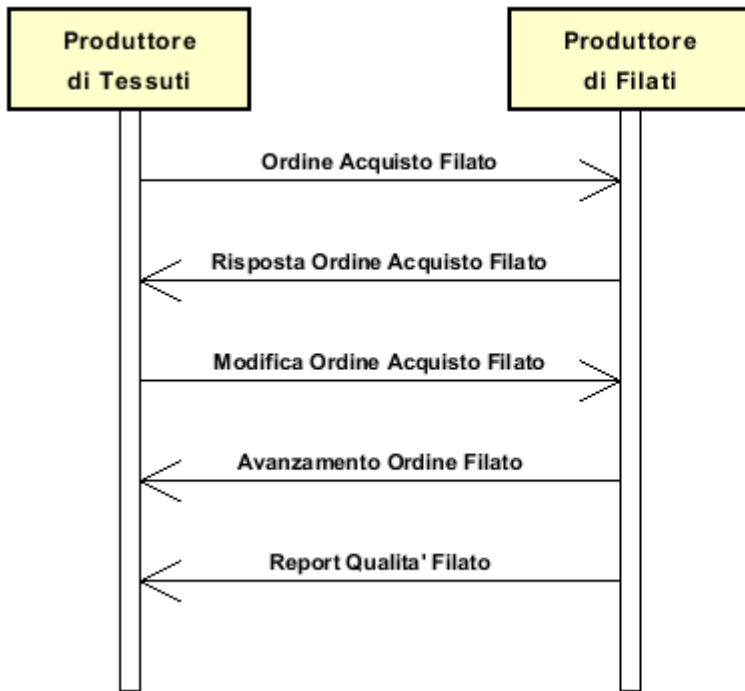 Produttore
di Tessuti
Produttore
di Filati
Ordine Acquisto Filato
Risposta Ordine Acquisto Filato
Modifica Ordine Acquisto Filato
Avanzamento Ordine Filato
Report Qualita' Filato